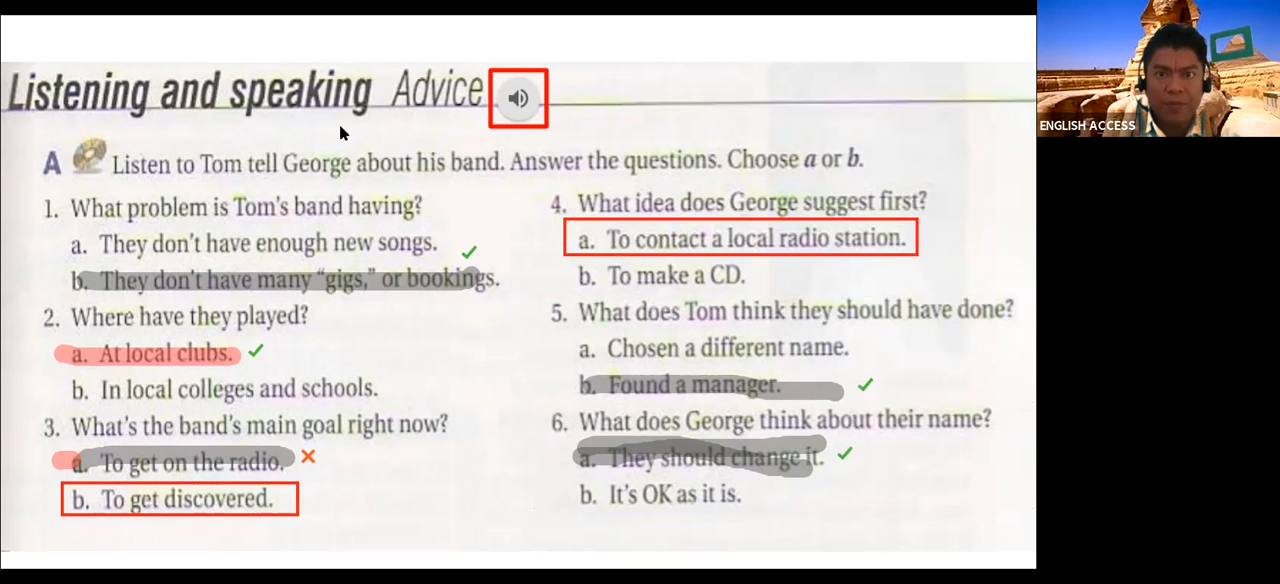 Listening and speaking Advice
A Listen to Tom tell George about his band. Answer the questions. Choose a or b.
1. What problem is Tom's band having?
a. They don't have enough new songs.
b. They don't have many "gigs," or bookings.
2. Where have they played?
a. At local clubs.
b. In local colleges and schools.
3. What's the band's main goal right now?
a. To get on the radio.
b. To get discovered.
4. What idea does George suggest first?
a. To contact a local radio station.
b. To make a CD.
5. What does Tom think they should have done?
a. Chosen a different name.
b. Found a manager.
6. What does George think about their name?
a. They should change it.
b. It's OK as it is.
ENGLISH ACCESS